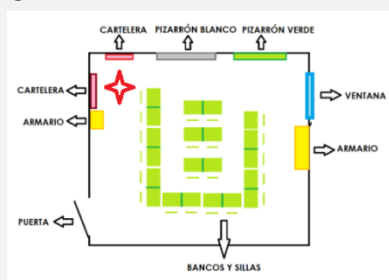 CARTELERA PIZARRÓN BLANCO PIZARRÓN VERDE
CARTELERA
VENTANA
ARMARIO
ARMARIO
PUERTA
BANCOS Y SILLAS